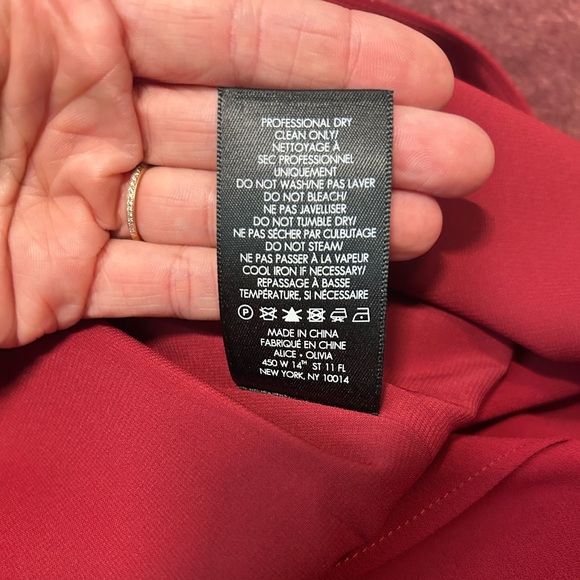 PROFESSIONAL DRY
CLEAN ONLY/
NETTOYAGE À
SEC PROFESSIONNEL
UNIQUEMENT
DO NOT WASH/NE PAS LAVER
DO NOT BLEACH/
NE PAS JAVELLISER
DO NOT TUMBLE DRY/
NE PAS SÉCHER PAR CULBUTAGE
DO NOT STEAM/
NE PAS PASSER À LA VAPEUR
COOL IRON IF NECESSARY/
REPASSAGE À BASSE
TEMPÉRATURE, SI NÉCESSAIRE
P
MADE IN CHINA
FABRIQUÉ EN CHINE
ALICE + OLIVIA
450 W 14TH ST 11 FL
NEW YORK, NY 10014